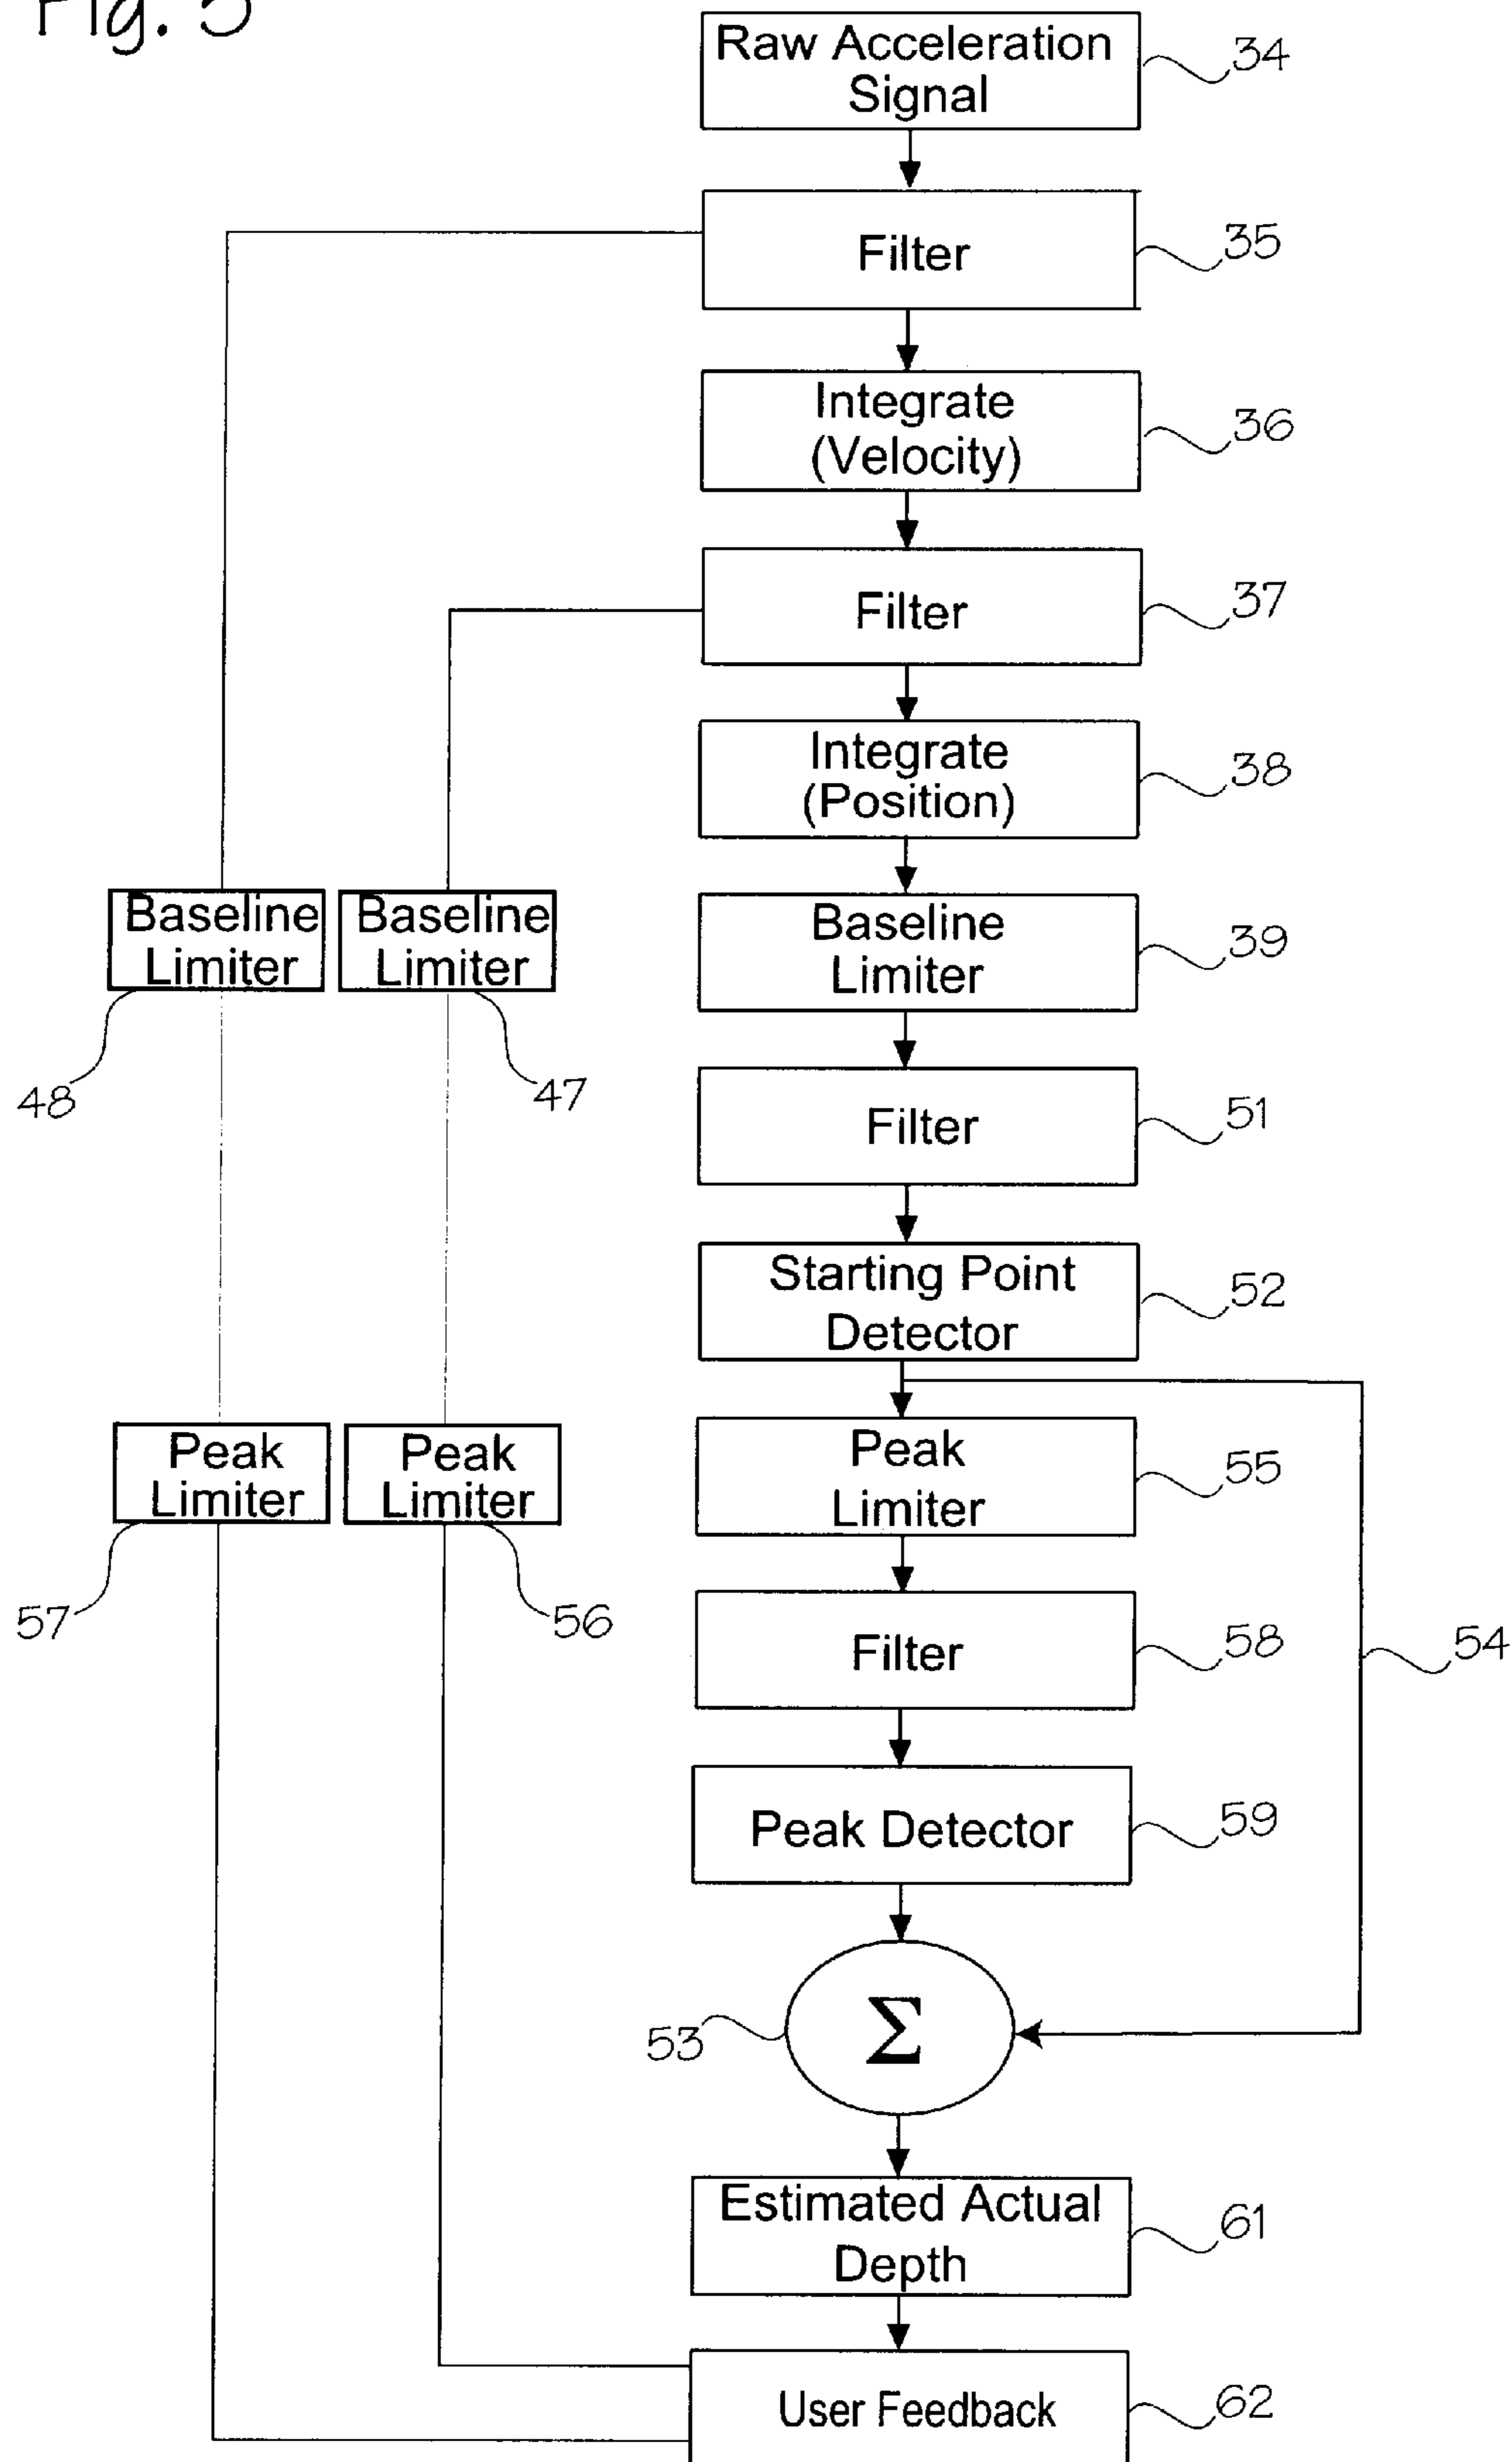 Fig. 5
Raw Acceleration
Signal
34
Filter
35
Integrate
(Velocity)
36
Filter
37
Integrate
(Position)
38
Baseline
Limiter
48
Baseline
Limiter
47
Baseline
Limiter
39
Filter
51
Starting Point
Detector
52
Peak
Limiter
57
Peak
Limiter
56
Peak
Limiter
55
Filter
58
54
Peak Detector
59
Σ
53
Estimated Actual
Depth
61
User Feedback
62